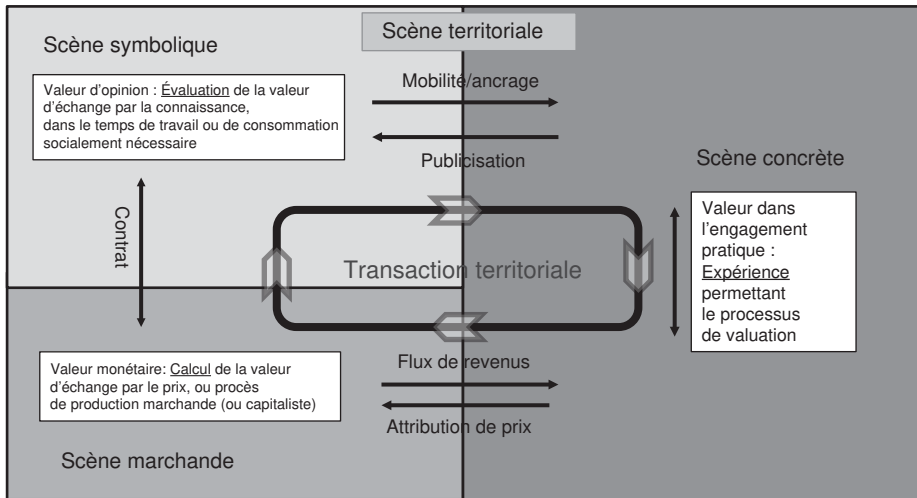 Scène territoriale
Scène symbolique
Valeur d'opinion : Évaluation de la valeur
d'échange par la connaissance,
dans le temps de travail ou de consommation
socialement nécessaire
Mobilité/ancrage
Publicisation
Scène concrète
Valeur dans
l'engagement
pratique :
Expérience
permettant
le processus
de valuation
Contrat
Transaction territoriale
Valeur monétaire: Calcul de la valeur
d'échange par le prix, ou procès
de production marchande (ou capitaliste)
Flux de revenus
Attribution de prix
Scène marchande